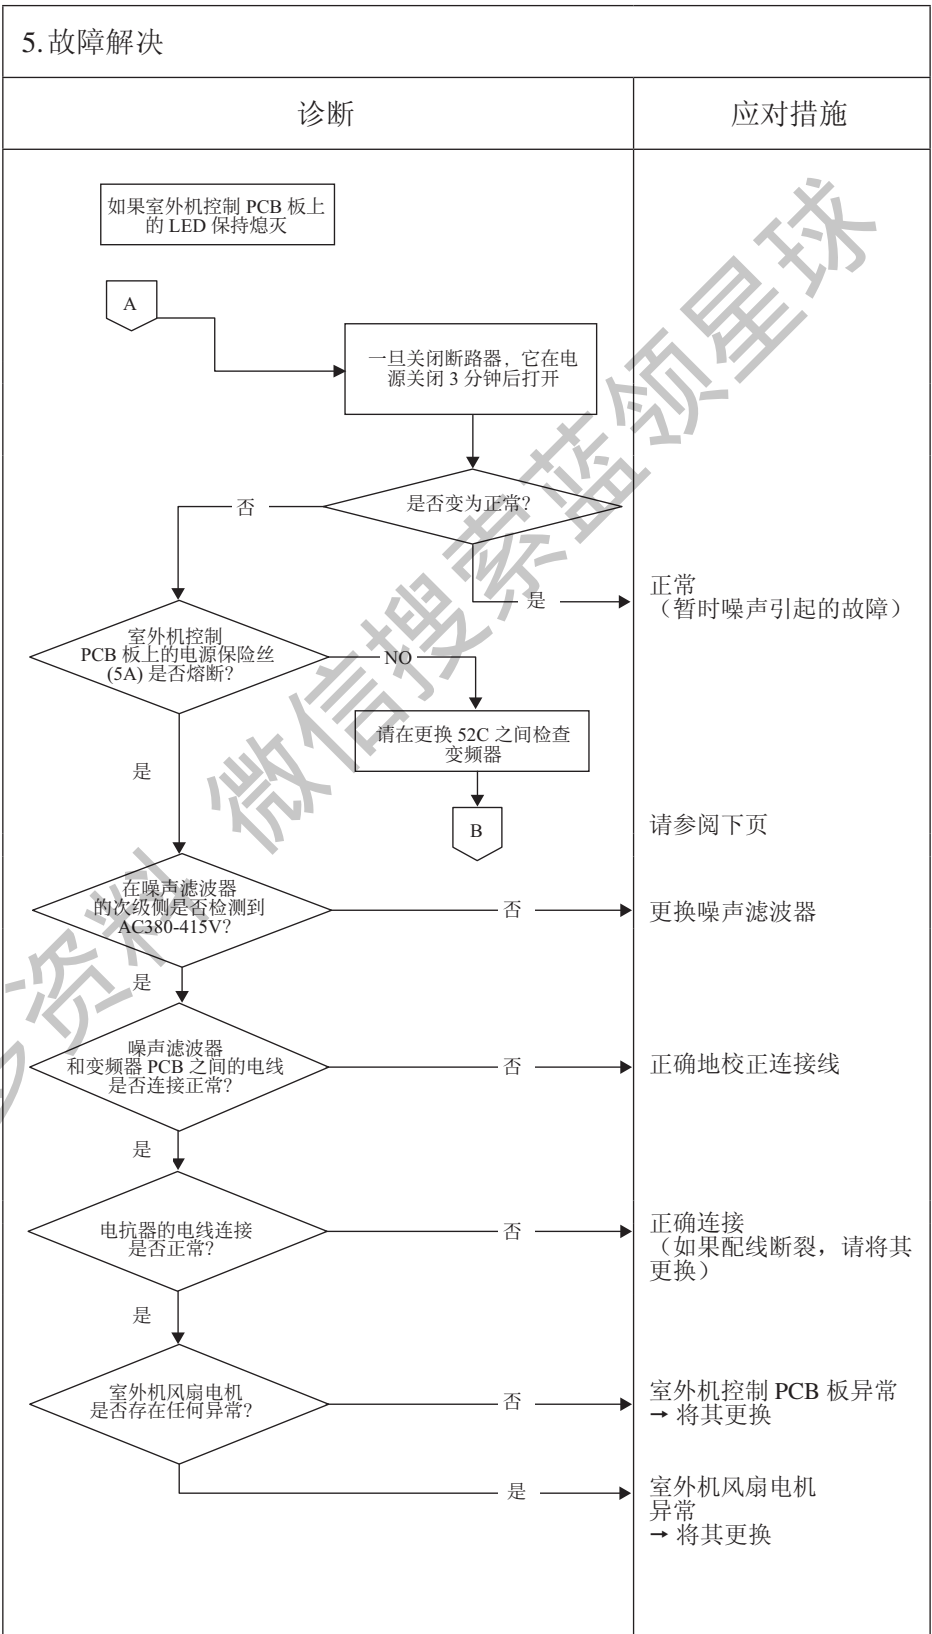 5.故障解决
诊断
应对措施
如果室外机控制 PCB 板上
的 LED 保持熄灭
A
一旦关闭断路器，它在电
源关闭 3 分钟后打开
是否变为正常？
否
是
正常
（暂时噪声引起的故障）
室外机控制
PCB 板上的电源保险丝
(5A) 是否熔断？
NO
请在更换 52C 之间检查
变频器
是
B
请参阅下页
在噪声滤波器
的次级侧是否检测到
AC380-415V？
否
更换噪声滤波器
是
噪声滤波器
和变频器 PCB 之间的电线
是否连接正常？
否
正确地校正连接线
是
电抗器的电线连接
是否正常？
否
正确连接
（如果配线断裂，请将其
更换）
是
室外机风扇电机
是否存在任何异常？
否
室外机控制 PCB 板异常
→ 将其更换
是
室外机风扇电机
异常
→ 将其更换
多资料 微信搜索蓝领星球